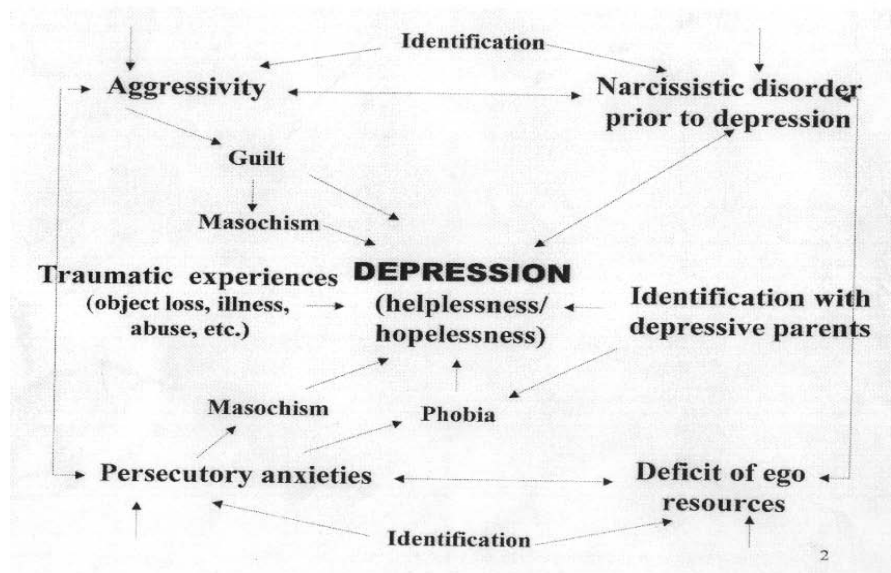 Identification
Aggressivity
Narcissistic disorder
prior to depression
Guilt
Masochism
Traumatic experiences
(object loss, illness,
abuse, etc.)
DEPRESSION
(helplessness/
hopelessness)
Identification with
depressive parents
Masochism
Phobia
Persecutory anxieties
Deficit of ego
resources
Identification
2